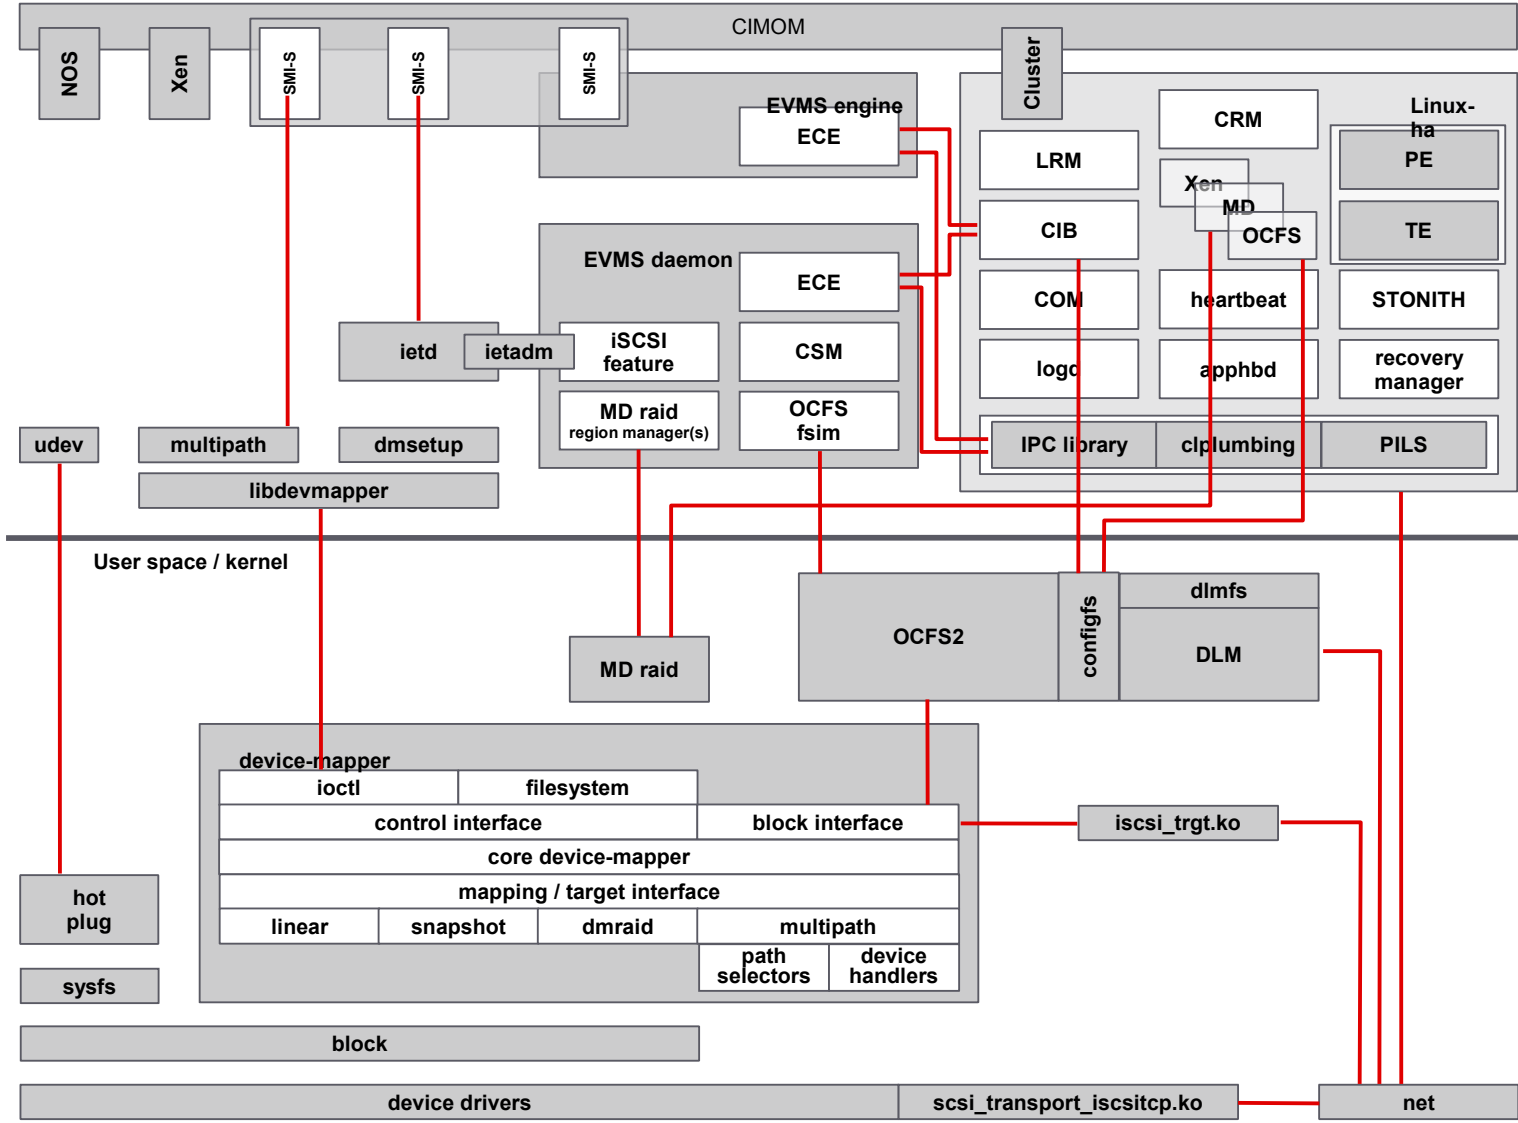 CIMOM
NOS
Xen
SMI-S
SMI-S
SMI-S
Cluster
EVMS engine
ECE
CRM
Linux-
ha
LRM
Xen
MD
OCFS
PE
CIB
TE
EVMS daemon
ECE
COM
heartbeat
STONITH
ietd
ietadm
iSCSI
feature
CSM
logd
apphbd
recovery
manager
MD raid
region manager(s)
OCFS
fsim
udev
multipath
dmsetup
IPC library
clplumbing
PILS
libdevmapper
User space / kernel
OCFS2
configfs
dlmfs
DLM
MD raid
device-mapper
ioctl
filesystem
control interface
block interface
iscsi_trgt.ko
core device-mapper
mapping / target interface
hot
plug
linear
snapshot
dmraid
multipath
path
selectors
device
handlers
sysfs
block
device drivers
scsi_transport_iscsitcp.ko
net